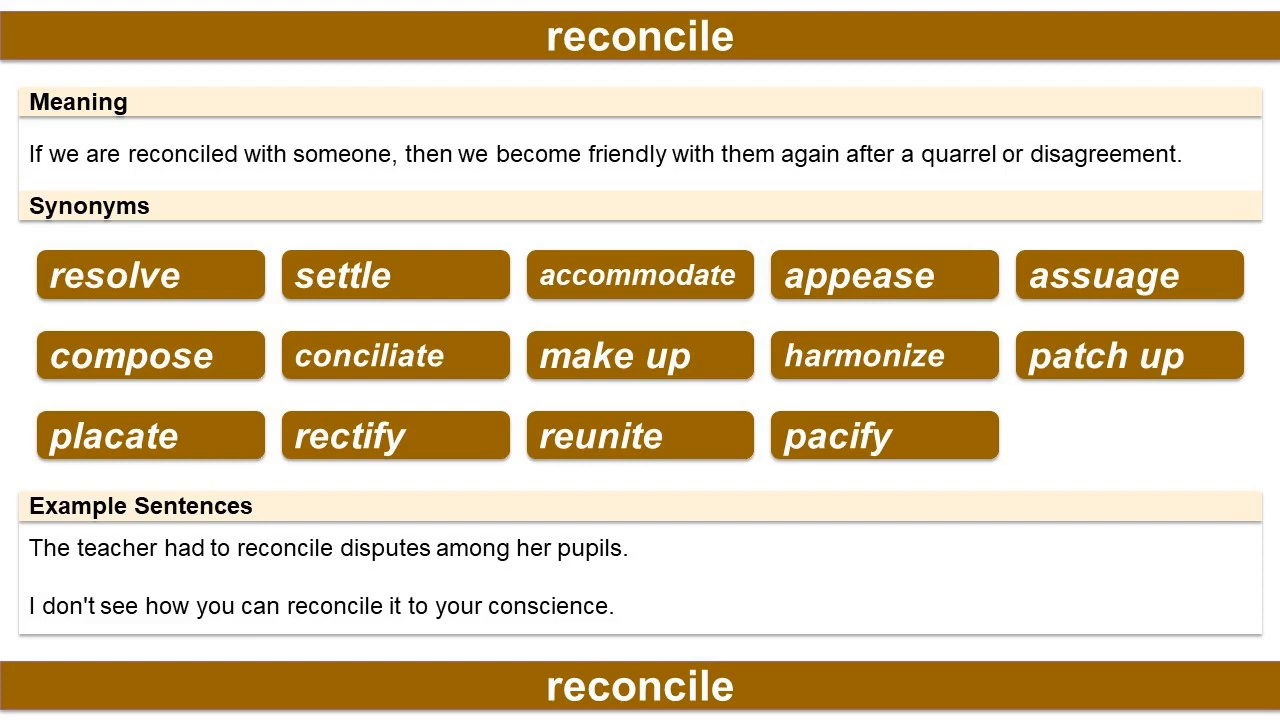 reconcile
Meaning
If we are reconciled with someone, then we become friendly with them again after a quarrel or disagreement.
Synonyms
resolve settle accommodate appease assuage
compose conciliate make up harmonize patch up
placate rectify reunite pacify
Example Sentences
The teacher had to reconcile disputes among her pupils.
I don't see how you can reconcile it to your conscience.
reconcile